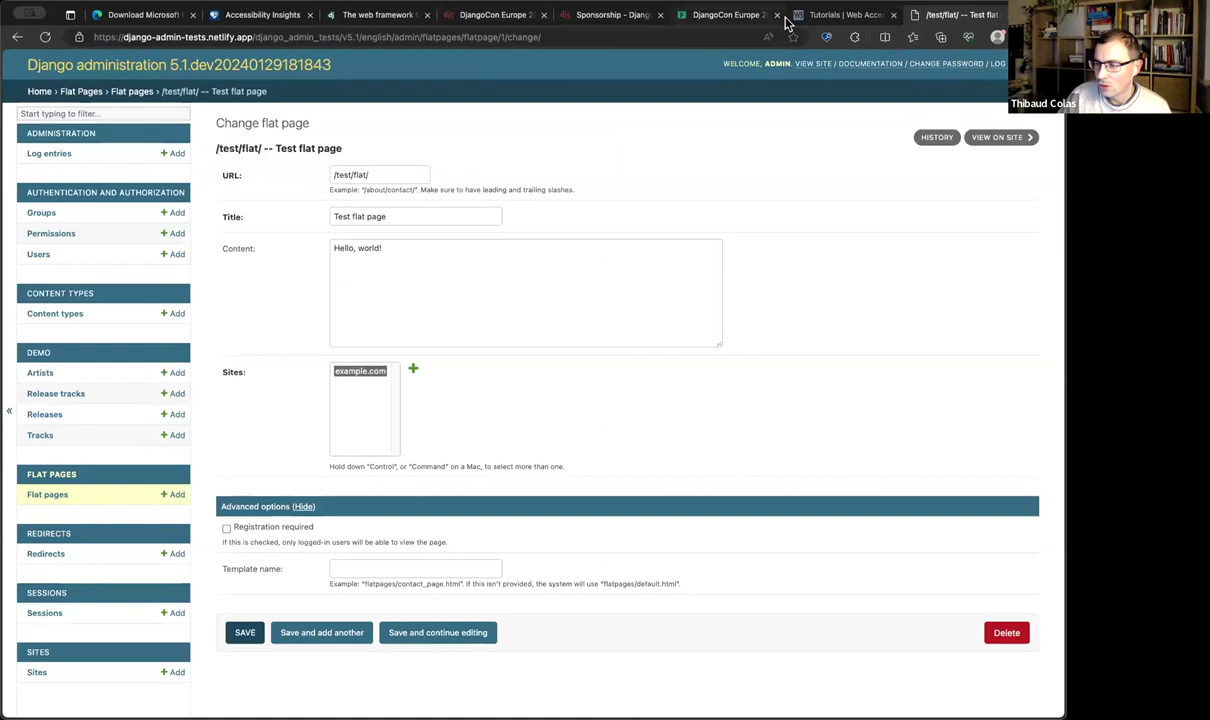 Download Microsoft
Accessibility Insights
The web framework
DjangoCon Europe 2
Sponsorship - Djang
DjangoCon Europe 2
Tutorials | Web Acce
/test/flat/ -- Test flat
https://django-admin-tests.netlify.app/django_admin_tests/v5.1/english/admin/flatpages/flatpage/1/change/
Django administration 5.1.dev20240129181843
WELCOME, ADMIN. VIEW SITE / DOCUMENTATION / CHANGE PASSWORD / LOG
Thibaud Colas
Home › Flat Pages › Flat pages › /test/flat/ -- Test flat page
Start typing to filter...
ADMINISTRATION
Log entries + Add
AUTHENTICATION AND AUTHORIZATION
Groups + Add
Permissions + Add
Users + Add
CONTENT TYPES
Content types + Add
DEMO
Artists + Add
Release tracks + Add
Releases + Add
Tracks + Add
FLAT PAGES
Flat pages + Add
REDIRECTS
Redirects + Add
SESSIONS
Sessions + Add
SITES
Sites + Add
«
Change flat page
HISTORY
VIEW ON SITE
/test/flat/ -- Test flat page
URL: /test/flat/
Example: “/about/contact/”. Make sure to have leading and trailing slashes.
Title: Test flat page
Content: Hello, world!
Sites: example.com
Hold down “Control”, or “Command” on a Mac, to select more than one.
Advanced options (Hide)
Registration required
If this is checked, only logged-in users will be able to view the page.
Template name:
Example: “flatpages/contact_page.html”. If this isn’t provided, the system will use “flatpages/default.html”.
SAVE
Save and add another
Save and continue editing
Delete